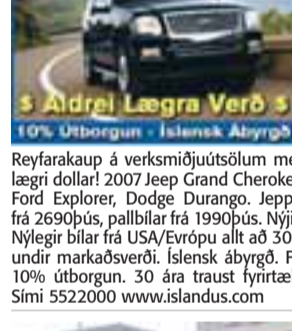 $ Aldrei Lægra Verð $
10% Útborgun - Íslensk Ábyrgð
Reyfarakaup á verksmiðjuútsölum me
lægri dollar! 2007 Jeep Grand Cheroke
Ford Explorer, Dodge Durango. Jepp
frá 2690þús, pallbílar frá 1990þús. Nýji
Nýlegir bílar frá USA/Evrópu allt að 30
undir markaðsverði. Íslensk ábyrgð. F
10% útborgun. 30 ára traust fyrirtæ
Sími 5522000 www.islandus.com